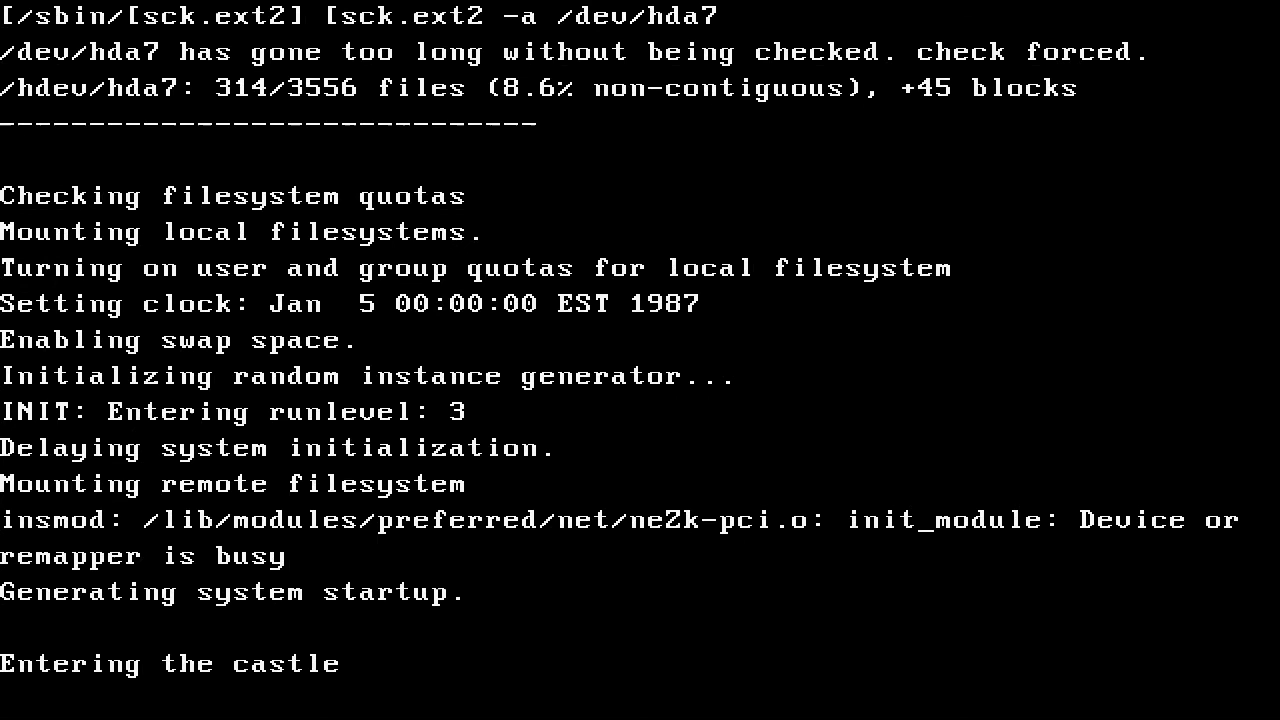 [/sbin/[sck.ext2] [sck.ext2 -a /dev/hda7
/dev/hda7 has gone too long without being checked. check forced.
/hdev/hda7: 314/3556 files (8.6% non-contiguous), +45 blocks
------------------------------
Checking filesystem quotas
Mounting local filesystems.
Turning on user and group quotas for local filesystem
Setting clock: Jan  5 00:00:00 EST 1987
Enabling swap space.
Initializing random instance generator...
INIT: Entering runlevel: 3
Delaying system initialization.
Mounting remote filesystem
insmod: /lib/modules/preferred/net/ne2k-pci.o: init_module: Device or
remapper is busy
Generating system startup.
Entering the castle